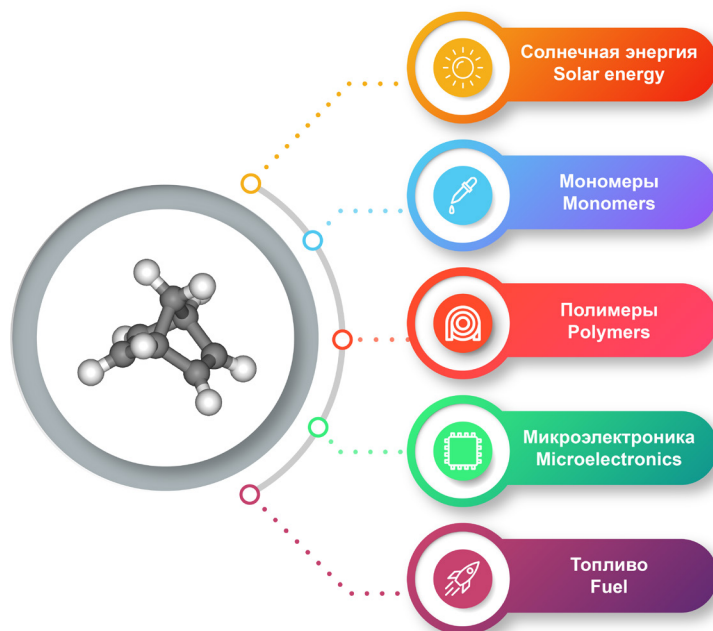 Солнечная энергия
Solar energy
Мономеры
Monomers
Полимеры
Polymers
Микроэлектроника
Microelectronics
Топливо
Fuel